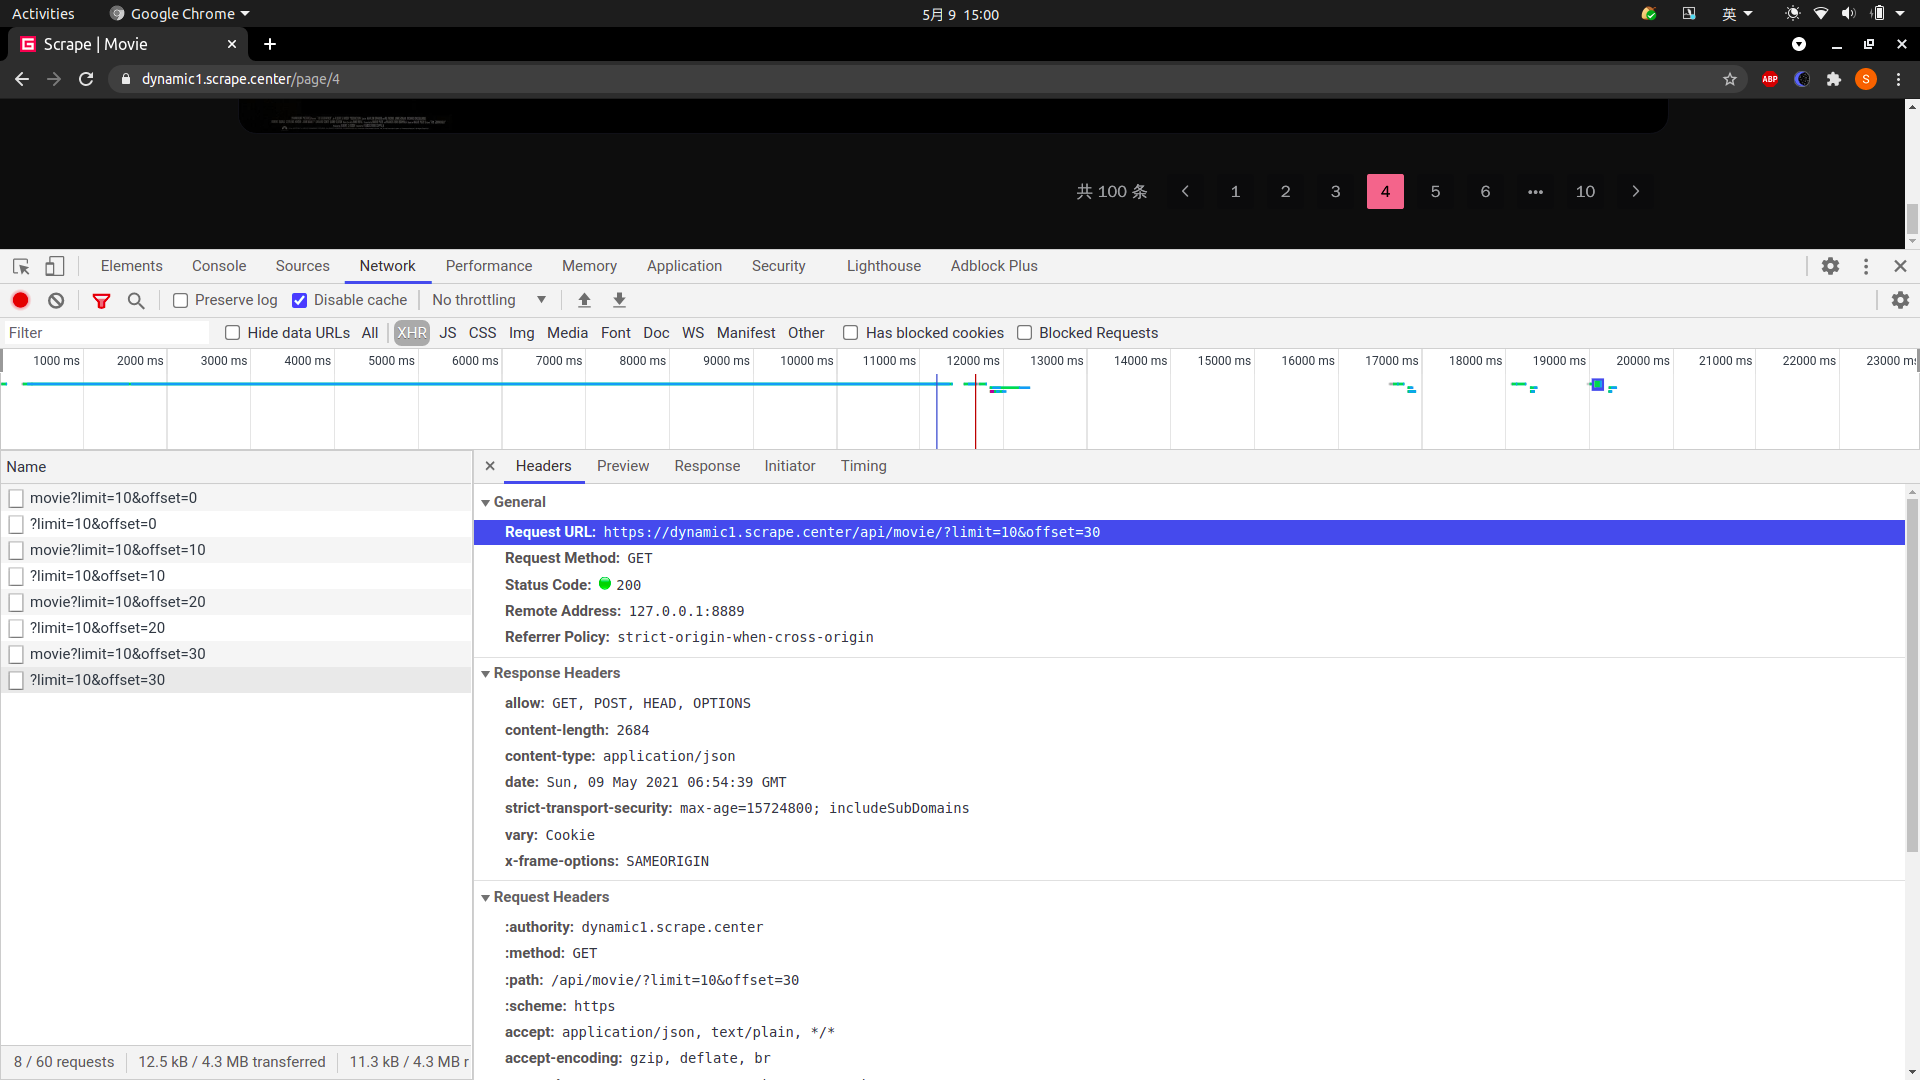 Activities Google Chrome 5月 9 15:00 英
Scrape | Movie
dynamic1.scrape.center/page/4 ABP S
共 100 条 1 2 3 4 5 6 ••• 10
Elements Console Sources Network Performance Memory Application Security Lighthouse Adblock Plus
Preserve log Disable cache No throttling
Filter Hide data URLs All XHR JS CSS Img Media Font Doc WS Manifest Other Has blocked cookies Blocked Requests
1000 ms 2000 ms 3000 ms 4000 ms 5000 ms 6000 ms 7000 ms 8000 ms 9000 ms 10000 ms 11000 ms 12000 ms 13000 ms 14000 ms 15000 ms 16000 ms 17000 ms 18000 ms 19000 ms 20000 ms 21000 ms 22000 ms 23000 ms
Name
movie?limit=10&offset=0
?limit=10&offset=0
movie?limit=10&offset=10
?limit=10&offset=10
movie?limit=10&offset=20
?limit=10&offset=20
movie?limit=10&offset=30
?limit=10&offset=30
8 / 60 requests 12.5 kB / 4.3 MB transferred 11.3 kB / 4.3 MB r
Headers Preview Response Initiator Timing
General
Request URL: https://dynamic1.scrape.center/api/movie/?limit=10&offset=30
Request Method: GET
Status Code: 200
Remote Address: 127.0.0.1:8889
Referrer Policy: strict-origin-when-cross-origin
Response Headers
allow: GET, POST, HEAD, OPTIONS
content-length: 2684
content-type: application/json
date: Sun, 09 May 2021 06:54:39 GMT
strict-transport-security: max-age=15724800; includeSubDomains
vary: Cookie
x-frame-options: SAMEORIGIN
Request Headers
:authority: dynamic1.scrape.center
:method: GET
:path: /api/movie/?limit=10&offset=30
:scheme: https
accept: application/json, text/plain, */*
accept-encoding: gzip, deflate, br